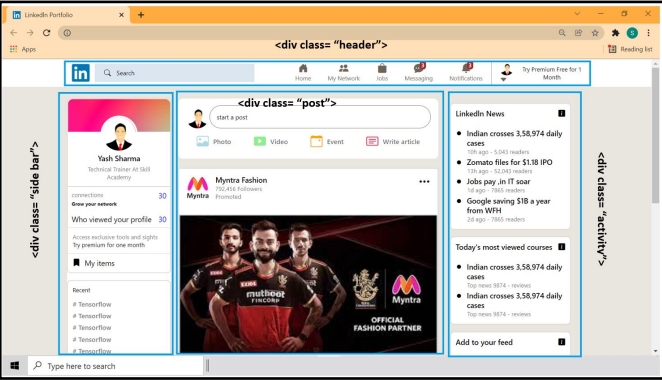 LinkedIn Portfolio
Apps
Reading list
S
<div class= “header”>
in
Search
Home
My Network
Jobs
3
Messaging
3
Notifications
Try Premium Free for 1
Month
<div class= “side bar”>
Yash Sharma
Technical Trainer At Skill
Academy
connections 30
Grow your network
Who viewed your profile 30
Access exclusive tools and sights
Try premium for one month
My items
Recent
# Tensorflow
# Tensorflow
# Tensorflow
# Tensorflow
# Tensorflow
<div class= “post”>
start a post
Photo
Video
Event
Write article
Myntra
Myntra Fashion
792,456 Followers
Promoted
muthoot
FINCORP
Myntra
OFFICIAL
FASHION PARTNER
LinkedIn News
Indian crosses 3,58,974 daily
cases
10h ago - 5,043 readers
Zomato files for $1.18 IPO
13h ago - 52,043 readers
Jobs pay ,in IT soar
1d ago - 7865 readers
Google saving $1B a year
from WFH
2d ago - 7865 readers
Today's most viewed courses
Indian crosses 3,58,974 daily
cases
Top news 9874 - reviews
Indian crosses 3,58,974 daily
cases
Top news 9874 - reviews
Add to your feed
<div class= “activity”>
Type here to search